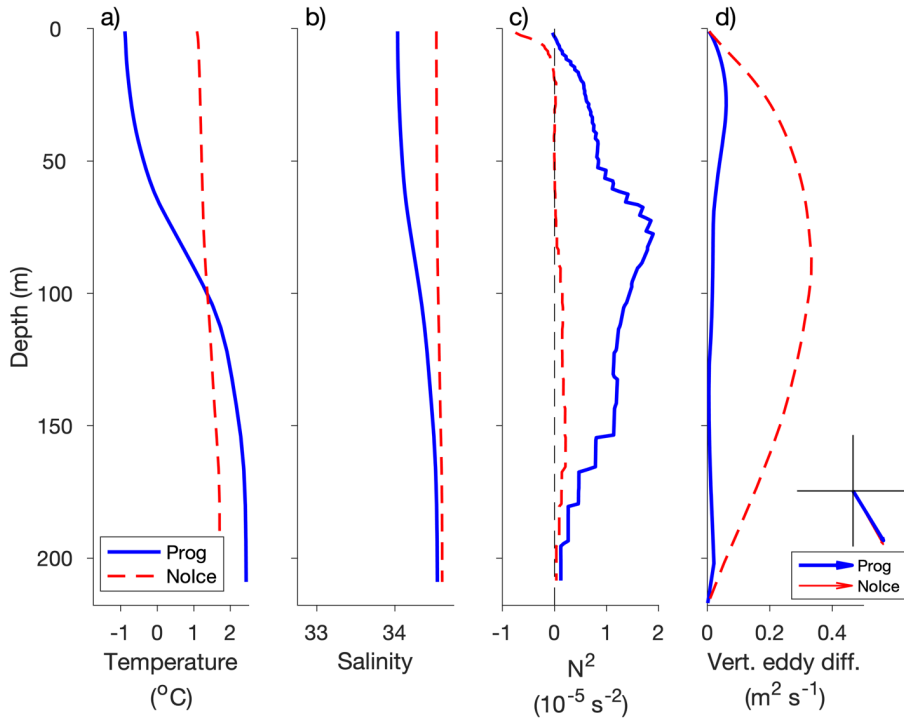 a)
b)
c)
d)
0
50
100
150
200
Depth (m)
Prog
NoIce
-1 0 1 2
Temperature
(°C)
33 34
Salinity
-1 0 1 2
N²
(10⁻⁵ s⁻²)
Prog
NoIce
0 0.2 0.4
Vert. eddy diff.
(m² s⁻¹)